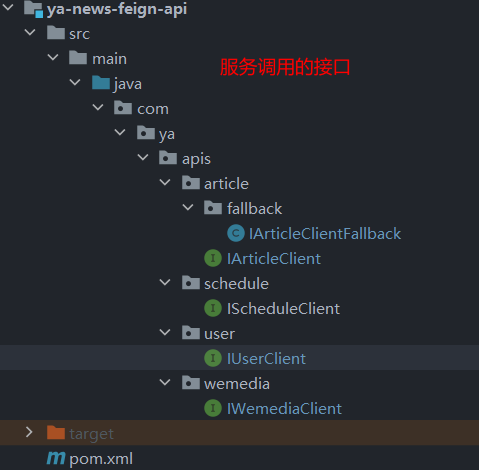 ya-news-feign-api
src
main
服务调用的接口
java
com
ya
apis
article
fallback
C IArticleClientFallback
I IArticleClient
schedule
I IScheduleClient
user
I IUserClient
wemedia
I IWemediaClient
target
m pom.xml